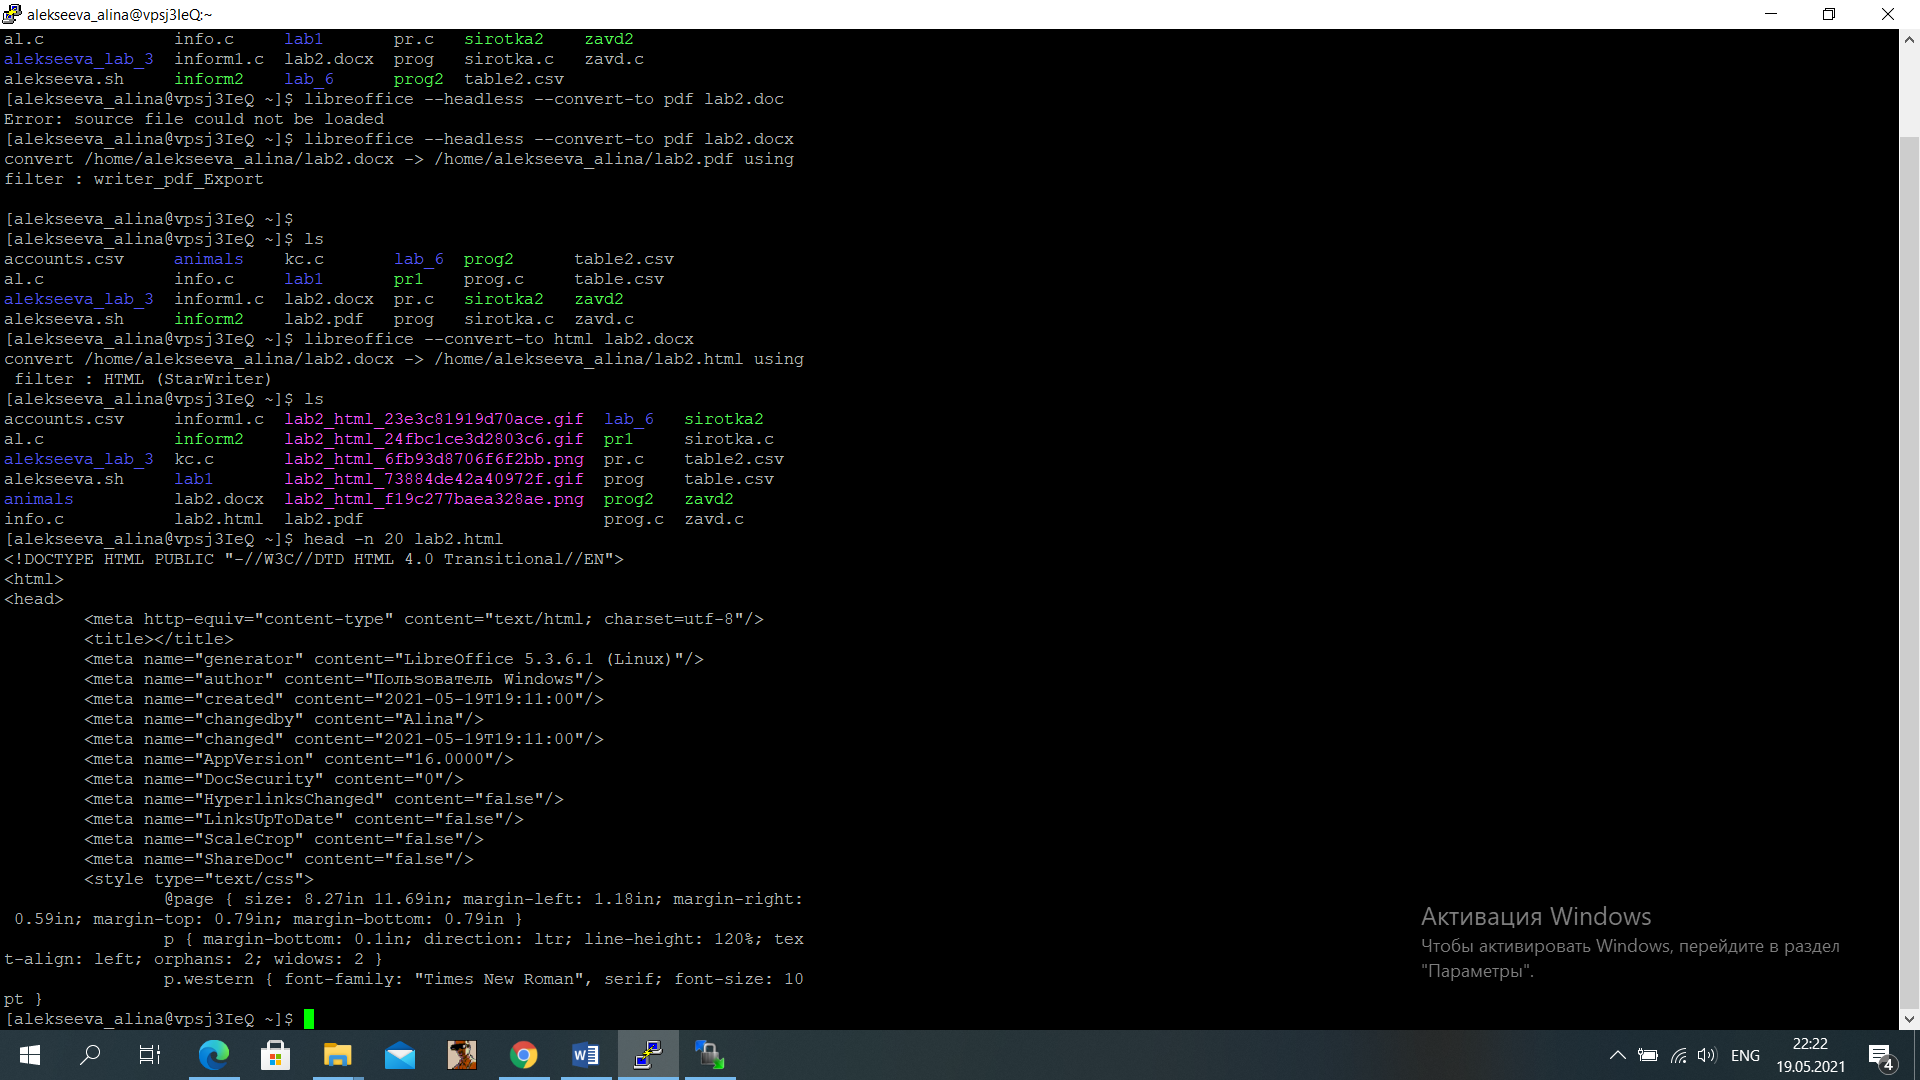 alekseeva_alina@vpsj3IeQ:~
al.c info.c lab1 pr.c sirotka2 zavd2
alekseeva_lab_3 inform1.c lab2.docx prog sirotka.c zavd.c
alekseeva.sh inform2 lab_6 prog2 table2.csv
[alekseeva_alina@vpsj3IeQ ~]$ libreoffice --headless --convert-to pdf lab2.doc
Error: source file could not be loaded
[alekseeva_alina@vpsj3IeQ ~]$ libreoffice --headless --convert-to pdf lab2.docx
convert /home/alekseeva_alina/lab2.docx -> /home/alekseeva_alina/lab2.pdf using
filter : writer_pdf_Export
[alekseeva_alina@vpsj3IeQ ~]$
[alekseeva_alina@vpsj3IeQ ~]$ ls
accounts.csv animals kc.c lab_6 prog2 table2.csv
al.c info.c lab1 pr1 prog.c table.csv
alekseeva_lab_3 inform1.c lab2.docx pr.c sirotka2 zavd2
alekseeva.sh inform2 lab2.pdf prog sirotka.c zavd.c
[alekseeva_alina@vpsj3IeQ ~]$ libreoffice --convert-to html lab2.docx
convert /home/alekseeva_alina/lab2.docx -> /home/alekseeva_alina/lab2.html using
filter : HTML (StarWriter)
[alekseeva_alina@vpsj3IeQ ~]$ ls
accounts.csv inform1.c lab2_html_23e3c81919d70ace.gif lab_6 sirotka2
al.c inform2 lab2_html_24fbc1ce3d2803c6.gif pr1 sirotka.c
alekseeva_lab_3 kc.c lab2_html_6fb93d8706f6f2bb.png pr.c table2.csv
alekseeva.sh lab1 lab2_html_73884de42a40972f.gif prog table.csv
animals lab2.docx lab2_html_f19c277baea328ae.png prog2 zavd2
info.c lab2.html lab2.pdf prog.c zavd.c
[alekseeva_alina@vpsj3IeQ ~]$ head -n 20 lab2.html
<!DOCTYPE HTML PUBLIC "-//W3C//DTD HTML 4.0 Transitional//EN">
<html>
<head>
<meta http-equiv="content-type" content="text/html; charset=utf-8"/>
<title></title>
<meta name="generator" content="LibreOffice 5.3.6.1 (Linux)"/>
<meta name="author" content="Пользователь Windows"/>
<meta name="created" content="2021-05-19T19:11:00"/>
<meta name="changedby" content="Alina"/>
<meta name="changed" content="2021-05-19T19:11:00"/>
<meta name="AppVersion" content="16.0000"/>
<meta name="DocSecurity" content="0"/>
<meta name="HyperlinksChanged" content="false"/>
<meta name="LinksUpToDate" content="false"/>
<meta name="ScaleCrop" content="false"/>
<meta name="ShareDoc" content="false"/>
<style type="text/css">
@page { size: 8.27in 11.69in; margin-left: 1.18in; margin-right:
0.59in; margin-top: 0.79in; margin-bottom: 0.79in }
p { margin-bottom: 0.1in; direction: ltr; line-height: 120%; tex
t-align: left; orphans: 2; widows: 2 }
p.western { font-family: "Times New Roman", serif; font-size: 10
pt }
[alekseeva_alina@vpsj3IeQ ~]$
Активация Windows
Чтобы активировать Windows, перейдите в раздел
"Параметры".
ENG
22:22
19.05.2021
4